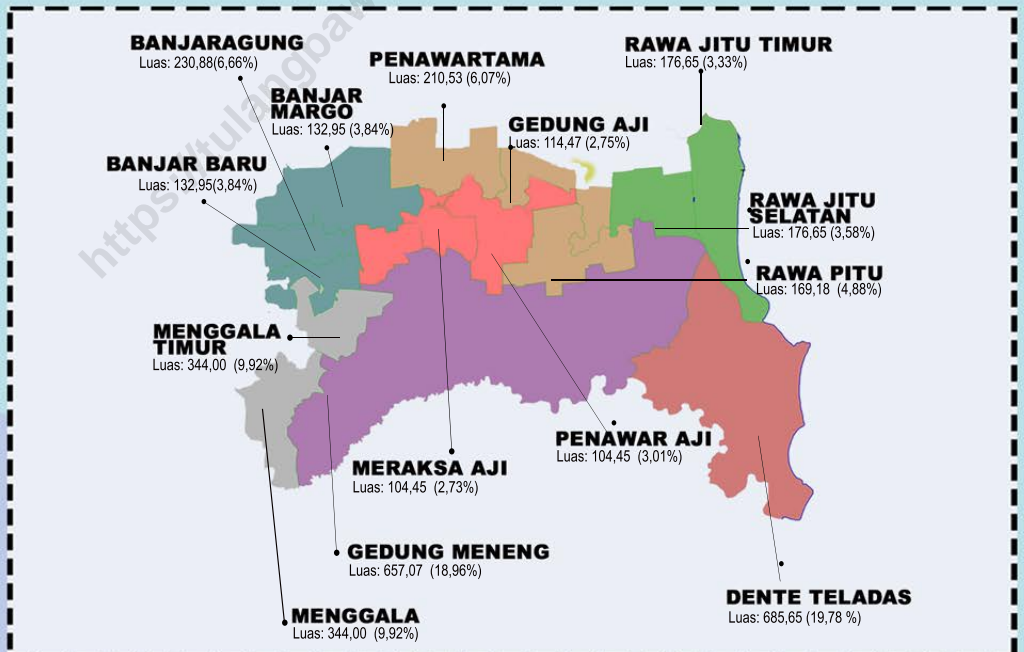 BANJARAGUNG
Luas: 230,88(6,66%)
PENAWARTAMA
Luas: 210,53 (6,07%)
RAWA JITU TIMUR
Luas: 176,65 (3,33%)
BANJAR
MARGO
Luas: 132,95 (3,84%)
GEDUNG AJI
Luas: 114,47 (2,75%)
BANJAR BARU
Luas: 132,95(3,84%)
RAWA JITU
SELATAN
Luas: 176,65 (3,58%)
RAWA PITU
Luas: 169,18 (4,88%)
MENGGALA
TIMUR
Luas: 344,00 (9,92%)
PENAWAR AJI
Luas: 104,45 (3,01%)
MERAKSA AJI
Luas: 104,45 (2,73%)
GEDUNG MENENG
Luas: 657,07 (18,96%)
DENTE TELADAS
Luas: 685,65 (19,78 %)
MENGGALA
Luas: 344,00 (9,92%)
https://tulangbaw